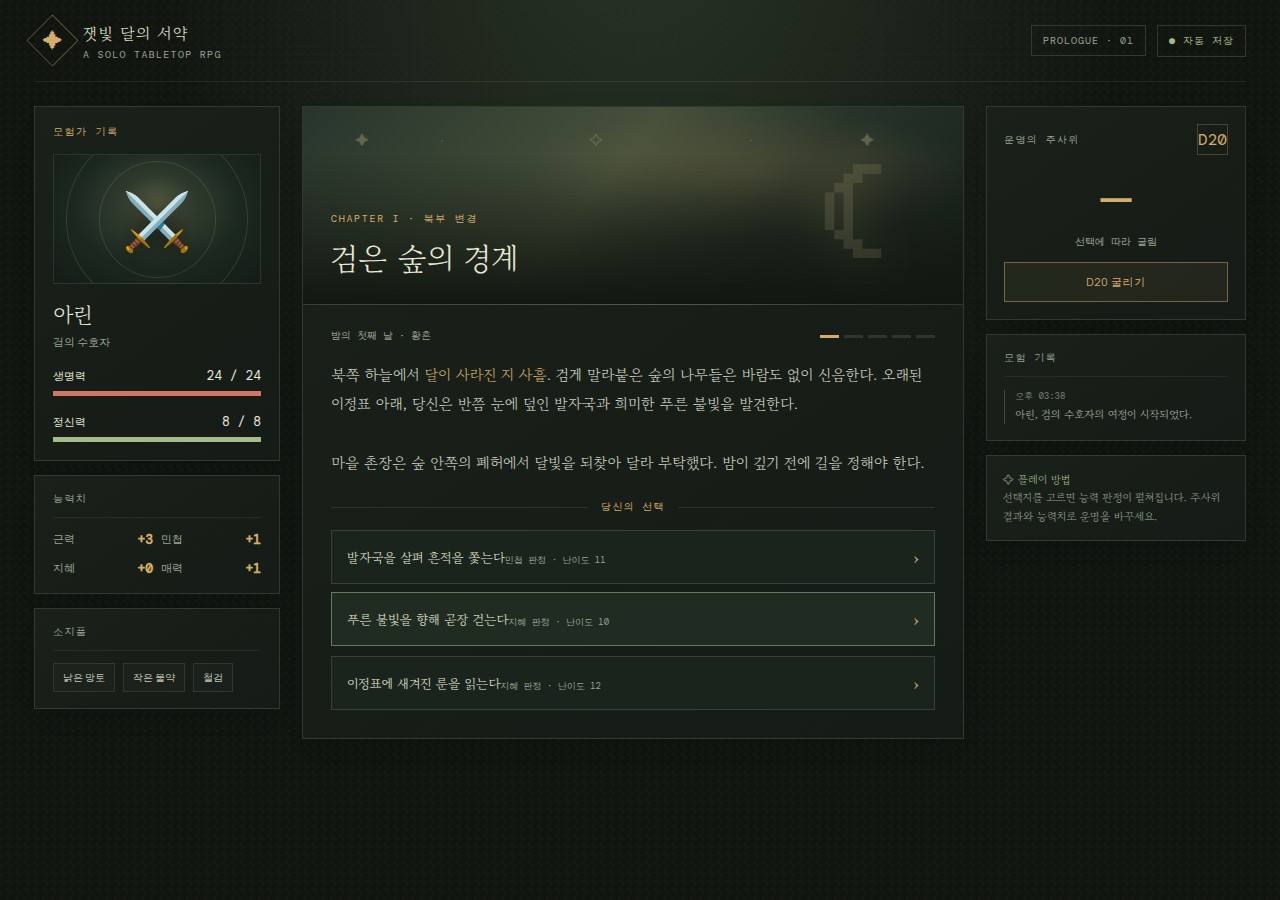 잿빛 달의 서약
A SOLO TABLETOP RPG
PROLOGUE · 01
● 자동 저장
모험가 기록
아린
검의 수호자
생명력 24 / 24
정신력 8 / 8
능력치
근력 +3 민첩 +1
지혜 +0 매력 +1
소지품
낡은 망토 작은 물약 철검
CHAPTER I · 북부 변경
검은 숲의 경계
밤의 첫째 날 · 황혼
북쪽 하늘에서 달이 사라진 지 사흘. 검게 말라붙은 숲의 나무들은 바람도 없이 신음한다. 오래된
이정표 아래, 당신은 반쯤 눈에 덮인 발자국과 희미한 푸른 불빛을 발견한다.
마을 촌장은 숲 안쪽의 폐허에서 달빛을 되찾아 달라 부탁했다. 밤이 깊기 전에 길을 정해야 한다.
당신의 선택
발자국을 살펴 흔적을 쫓는다민첩 판정 · 난이도 11 ›
푸른 불빛을 향해 곧장 걷는다지혜 판정 · 난이도 10 ›
이정표에 새겨진 룬을 읽는다지혜 판정 · 난이도 12 ›
운명의 주사위 D20
—
선택에 따라 굴림
D20 굴리기
모험 기록
오후 03:38
아린, 검의 수호자의 여정이 시작되었다.
✧ 플레이 방법
선택지를 고르면 능력 판정이 펼쳐집니다. 주사위
결과와 능력치로 운명을 바꾸세요.